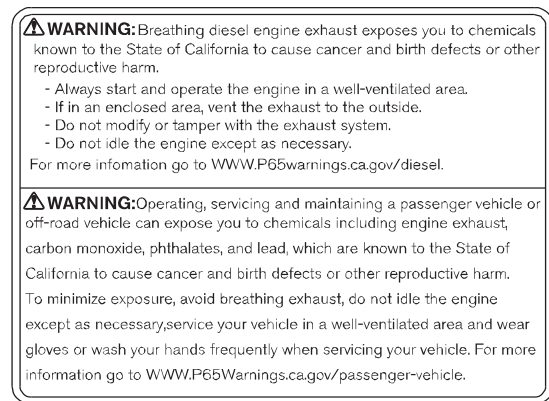 ⚠ WARNING: Breathing diesel engine exhaust exposes you to chemicals
known to the State of California to cause cancer and birth defects or other
reproductive harm.
- Always start and operate the engine in a well-ventilated area.
- If in an enclosed area, vent the exhaust to the outside.
- Do not modify or tamper with the exhaust system.
- Do not idle the engine except as necessary.
For more infomation go to WWW.P65warnings.ca.gov/diesel.
⚠ WARNING:Operating, servicing and maintaining a passenger vehicle or
off-road vehicle can expose you to chemicals including engine exhaust,
carbon monoxide, phthalates, and lead, which are known to the State of
California to cause cancer and birth defects or other reproductive harm.
To minimize exposure, avoid breathing exhaust, do not idle the engine
except as necessary,service your vehicle in a well-ventilated area and wear
gloves or wash your hands frequently when servicing your vehicle. For more
information go to WWW.P65Warnings.ca.gov/passenger-vehicle.